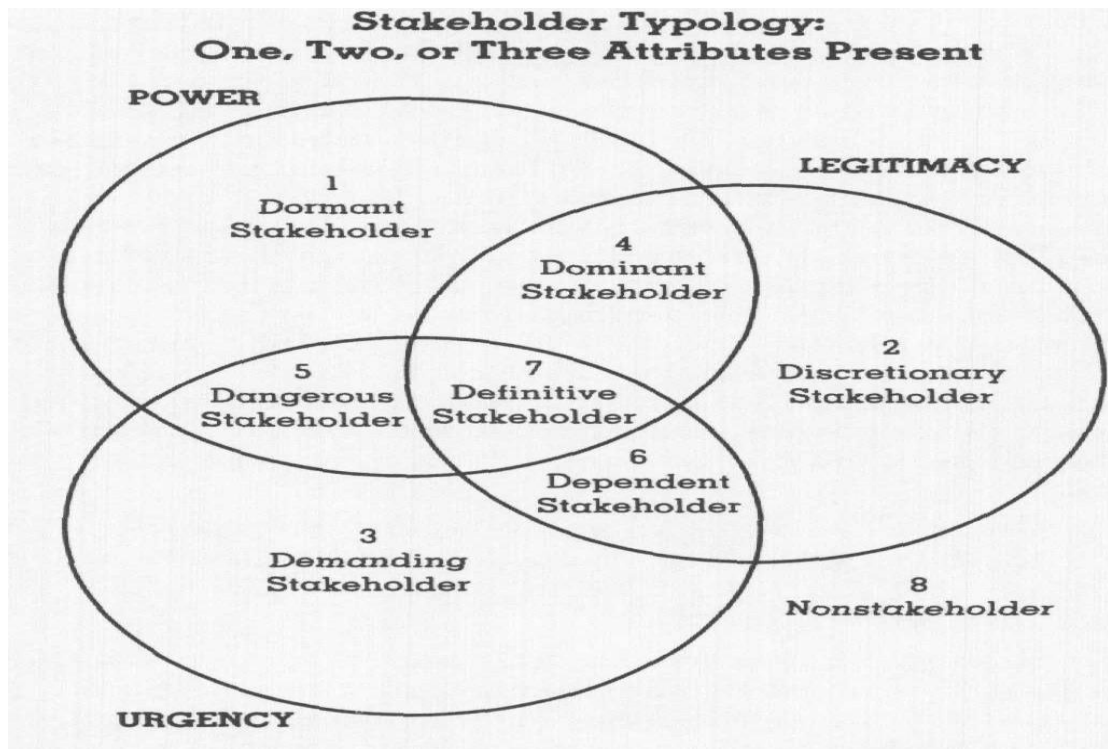 Stakeholder Typology:
One, Two, or Three Attributes Present
POWER
LEGITIMACY
1
Dormant
Stakeholder
4
Dominant
Stakeholder
2
Discretionary
Stakeholder
5
Dangerous
Stakeholder
7
Definitive
Stakeholder
6
Dependent
Stakeholder
3
Demanding
Stakeholder
8
Nonstakeholder
URGENCY